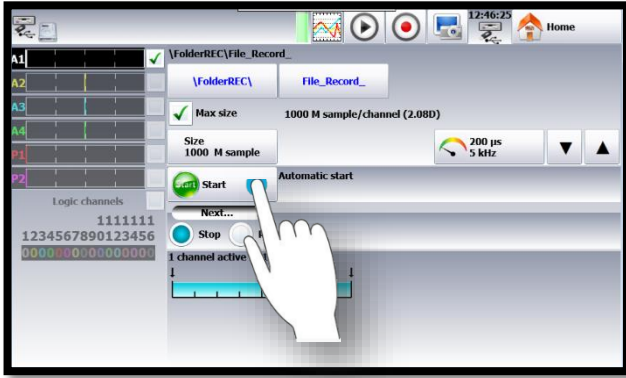 12:46:25
Home
A1
\FolderREC\File_Record_
A2
\FolderREC\
File_Record_
A3
Max size
1000 M sample/channel (2.08D)
A4
P1
Size
1000 M sample
200 µs
5 kHz
P2
Start
Start
Automatic start
Logic channels
Next...
1111111
1234567890123456
Stop
0000000000000000
1 channel active